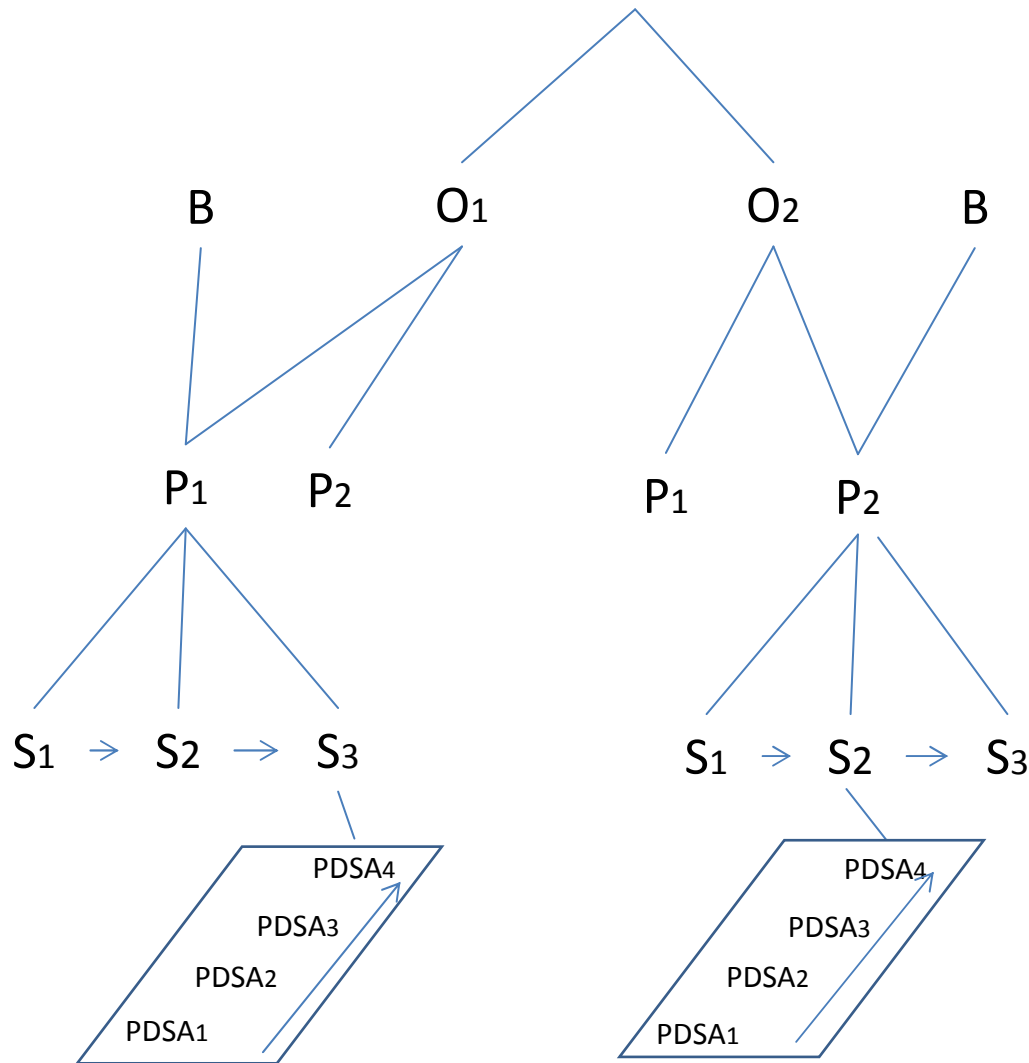 B O1 O2 B
P1 P2 P1 P2
S1 S2 S3 S1 S2 S3
PDSA4 PDSA4
PDSA3 PDSA3
PDSA2 PDSA2
PDSA1 PDSA1